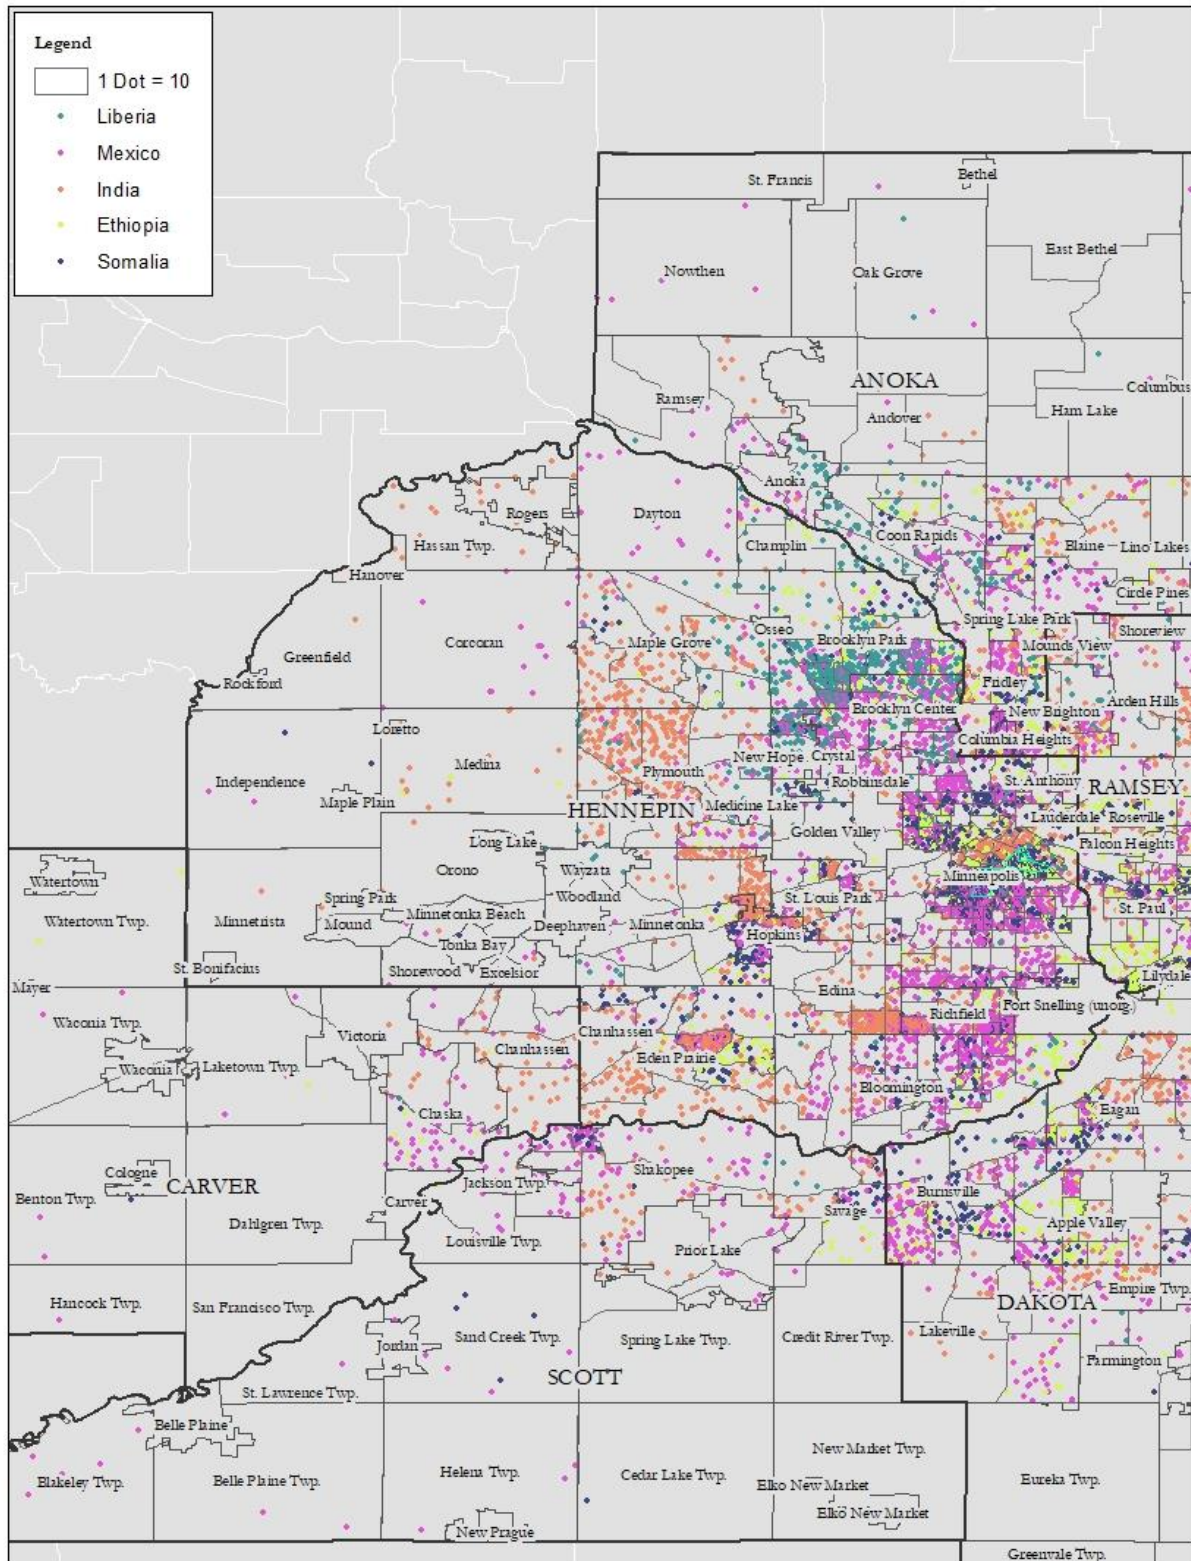 Legend
1 Dot = 10
Liberia
Mexico
India
Ethiopia
Somalia
St. Francis
Bethel
East Bethel
Nowthen
Oak Grove
ANOKA
Columbus
Ramsey
Andover
Ham Lake
Anoka
Rogers
Dayton
Coon Rapids
Hassan Twp.
Champlin
Blaine
Lino Lakes
Hanover
Circle Pines
Spring Lake Park
Osseo
Shoreview
Corcoran
Maple Grove
Brooklyn Park
Mounds View
Greenfield
Rockford
Fridley
Arden Hills
Brooklyn Center
New Brighton
Loretto
Columbia Heights
Medina
New Hope
Crystal
Independence
Plymouth
Robbinsdale
St. Anthony
RAMSEY
Maple Plain
HENNEPIN
Medicine Lake
Lauderdale
Roseville
Golden Valley
Long Lake
Falcon Heights
Orono
Wayzata
Minneapolis
Watertown
Spring Park
Woodland
St. Louis Park
St. Paul
Watertown Twp.
Minnetrista
Mound
Minnetonka Beach
Deephaven
Minnetonka
Hopkins
Tonka Bay
St. Bonifacius
Shorewood
Excelsior
Lilydale
Mayer
Edina
Fort Snelling (unorg.)
Richfield
Waconia Twp.
Victoria
Chanhassen
Chanhassen
Eden Prairie
Waconia
Laketown Twp.
Bloomington
Chaska
Eagan
Cologne
CARVER
Shakopee
Jackson Twp.
Burnsville
Benton Twp.
Carver
Savage
Dahlgren Twp.
Apple Valley
Louisville Twp.
Prior Lake
Empire Twp.
Hancock Twp.
San Francisco Twp.
DAKOTA
Jordan
Sand Creek Twp.
Spring Lake Twp.
Credit River Twp.
Lakeville
Farmington
SCOTT
St. Lawrence Twp.
Belle Plaine
New Market Twp.
Blakeley Twp.
Belle Plaine Twp.
Helena Twp.
Cedar Lake Twp.
Elko New Market
Eureka Twp.
Elko New Market
New Prague
Greenvale Twp.